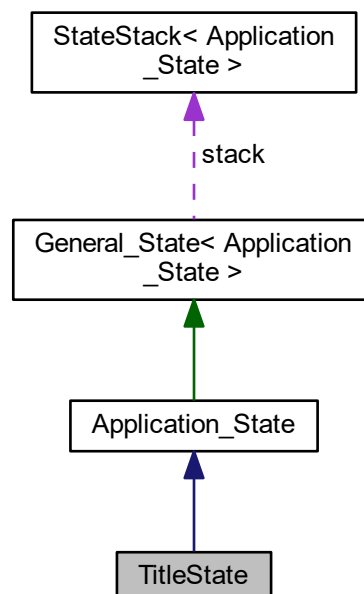 StateStack< Application
_State >
stack
General_State< Application
_State >
Application_State
TitleState